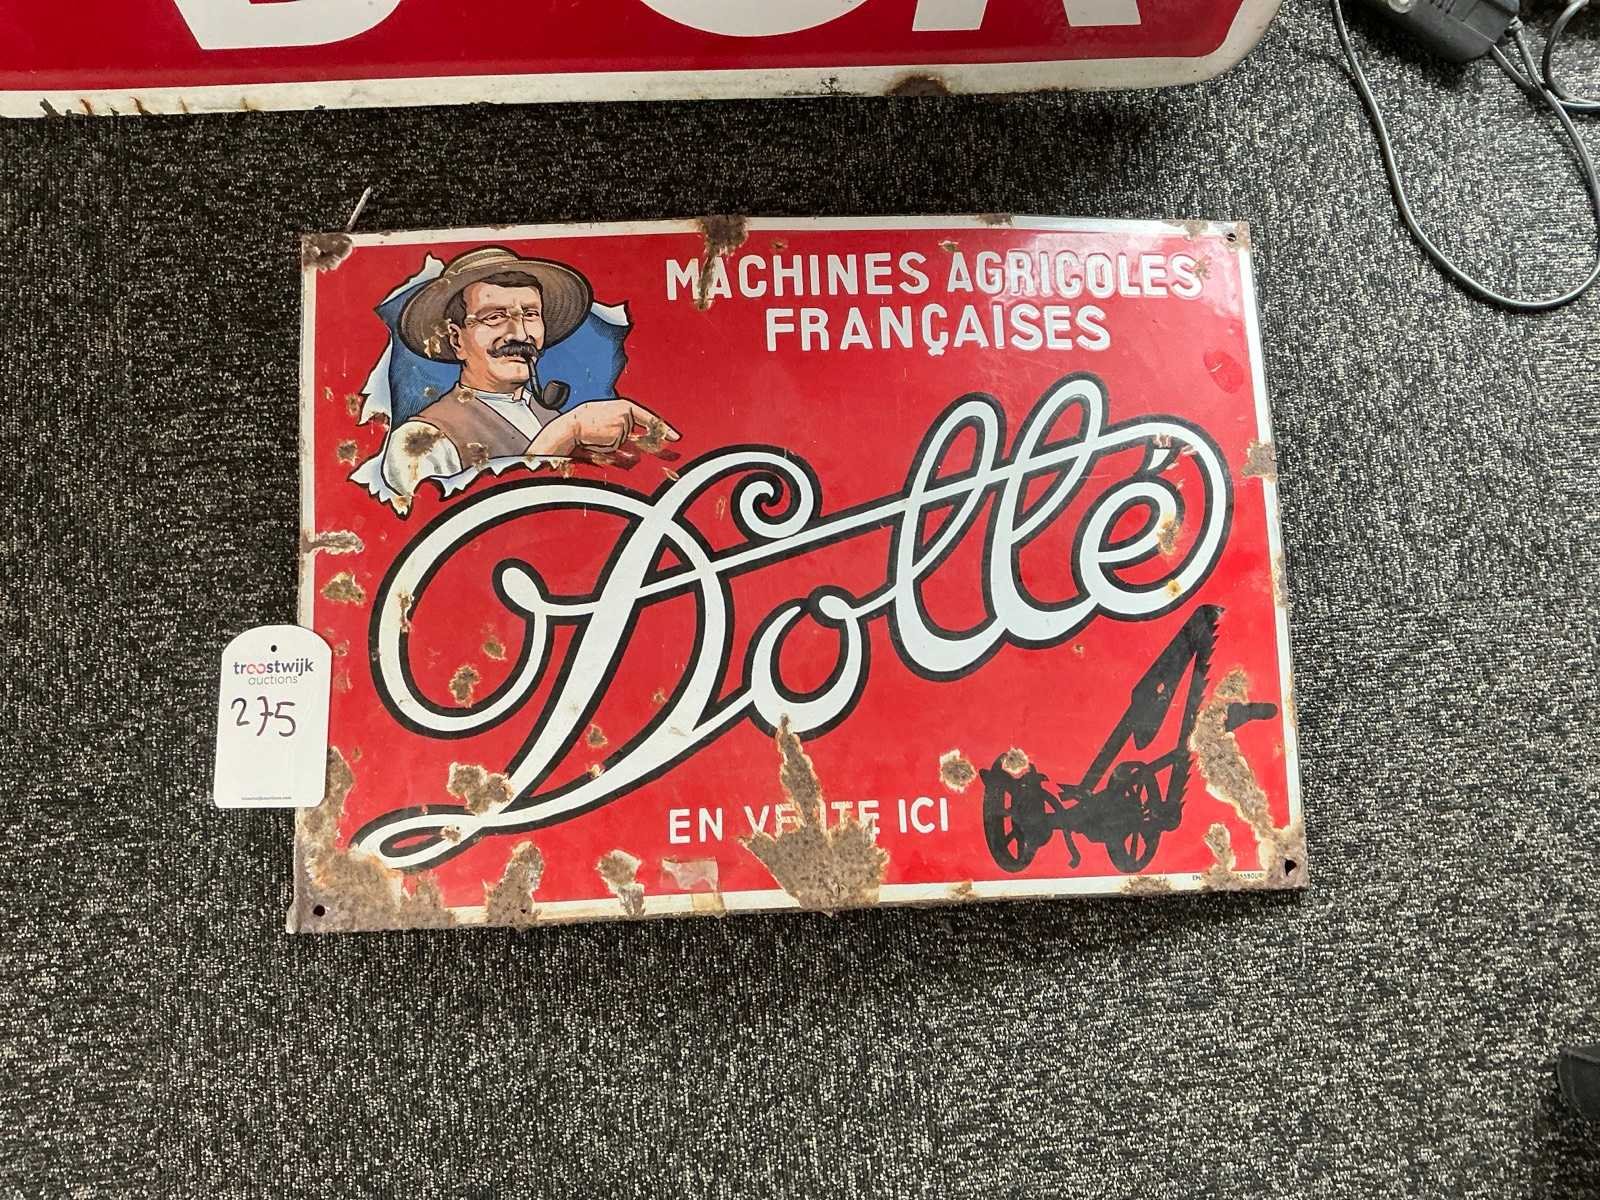 MACHINES AGRICOLES
FRANÇAISES
Dollé
EN VENTE ICI
troostwijk
auctions
275